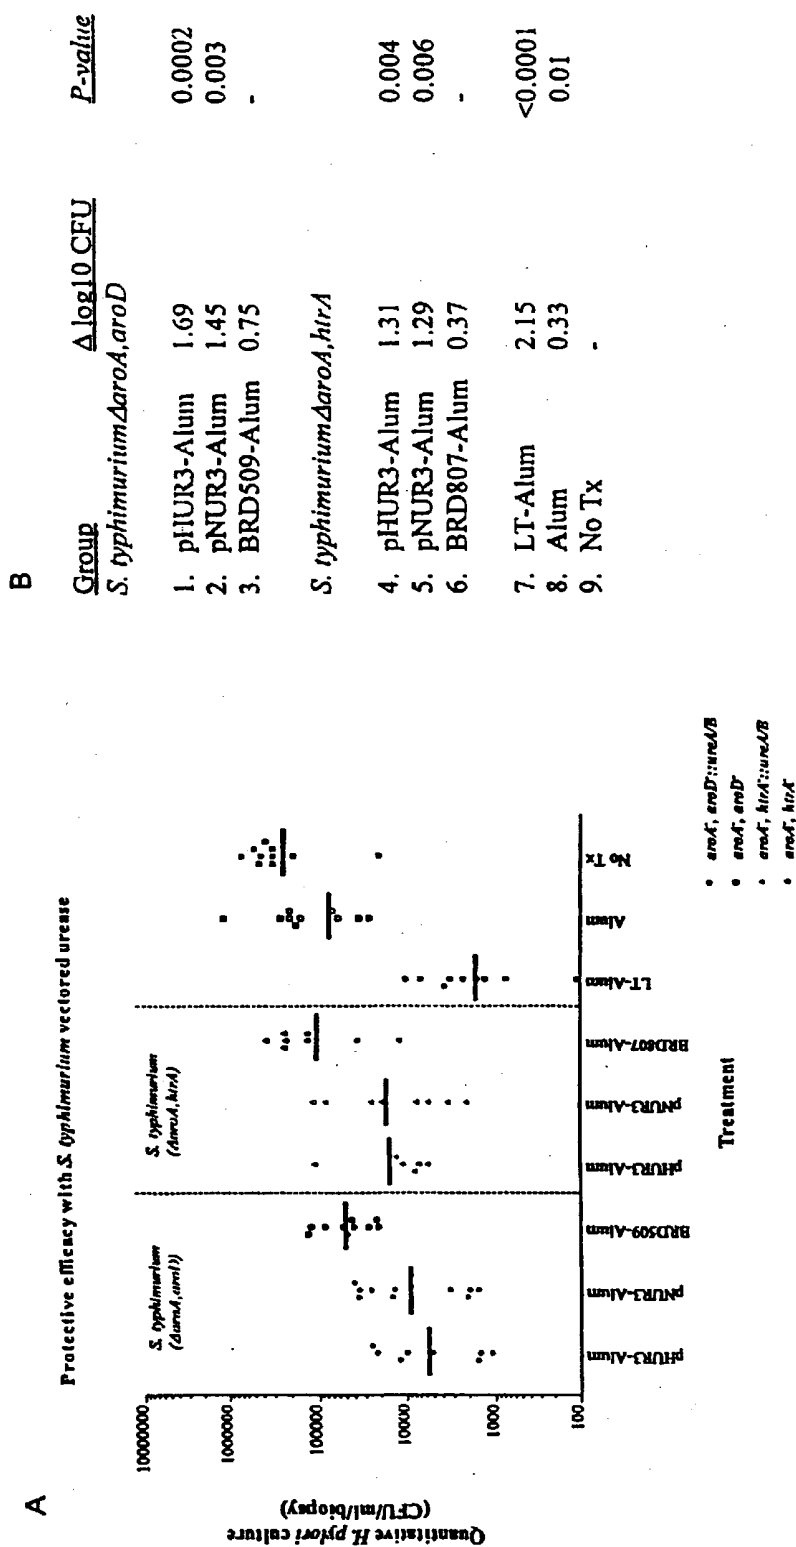 A
Protective efficacy with S. typhimurium vectored urease
Quantitative H. pylori culture
(CFU/ml/biopsy)
10000000
1000000
100000
10000
1000
100
S. typhimurium
(ΔaroA,aroD)
S. typhimurium
(ΔaroA,htrA)
pHUR3-Alum
pNUR3-Alum
BRD509-Alum
pHUR3-Alum
pNUR3-Alum
BRD807-Alum
LT-Alum
Alum
No Tx
Treatment
aroA-, aroD-::ureA/B
aroA-, aroD-
aroA-, htrA-::ureA/B
aroA-, htrA-
B
Group Δlog10 CFU P-value
S. typhimuriumΔaroA,aroD
1. pHUR3-Alum 1.69 0.0002
2. pNUR3-Alum 1.45 0.003
3. BRD509-Alum 0.75 -
S. typhimuriumΔaroA,htrA
4. pHUR3-Alum 1.31 0.004
5. pNUR3-Alum 1.29 0.006
6. BRD807-Alum 0.37 -
7. LT-Alum 2.15 <0.0001
8. Alum 0.33 0.01
9. No Tx -